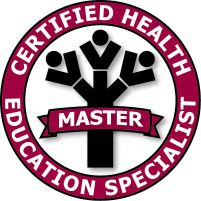 CERTIFIED HEALTH
MASTER
EDUCATION SPECIALIST